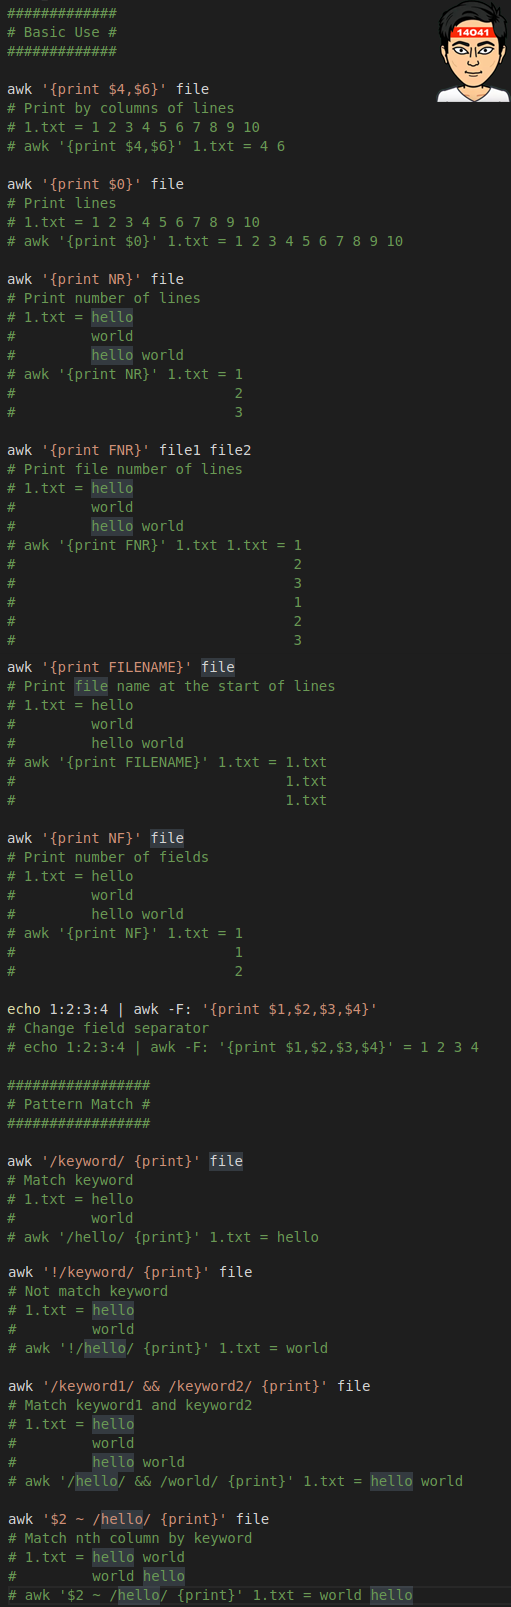 #############
# Basic Use #
#############
14041
awk '{print $4,$6}' file
# Print by columns of lines
# 1.txt = 1 2 3 4 5 6 7 8 9 10
# awk '{print $4,$6}' 1.txt = 4 6
awk '{print $0}' file
# Print lines
# 1.txt = 1 2 3 4 5 6 7 8 9 10
# awk '{print $0}' 1.txt = 1 2 3 4 5 6 7 8 9 10
awk '{print NR}' file
# Print number of lines
# 1.txt = hello
#         world
#         hello world
# awk '{print NR}' 1.txt = 1
#                          2
#                          3
awk '{print FNR}' file1 file2
# Print file number of lines
# 1.txt = hello
#         world
#         hello world
# awk '{print FNR}' 1.txt 1.txt = 1
#                                 2
#                                 3
#                                 1
#                                 2
#                                 3
awk '{print FILENAME}' file
# Print file name at the start of lines
# 1.txt = hello
#         world
#         hello world
# awk '{print FILENAME}' 1.txt = 1.txt
#                                1.txt
#                                1.txt
awk '{print NF}' file
# Print number of fields
# 1.txt = hello
#         world
#         hello world
# awk '{print NF}' 1.txt = 1
#                          1
#                          2
echo 1:2:3:4 | awk -F: '{print $1,$2,$3,$4}'
# Change field separator
# echo 1:2:3:4 | awk -F: '{print $1,$2,$3,$4}' = 1 2 3 4
#################
# Pattern Match #
#################
awk '/keyword/ {print}' file
# Match keyword
# 1.txt = hello
#         world
# awk '/hello/ {print}' 1.txt = hello
awk '!/keyword/ {print}' file
# Not match keyword
# 1.txt = hello
#         world
# awk '!/hello/ {print}' 1.txt = world
awk '/keyword1/ && /keyword2/ {print}' file
# Match keyword1 and keyword2
# 1.txt = hello
#         world
#         hello world
# awk '/hello/ && /world/ {print}' 1.txt = hello world
awk '$2 ~ /hello/ {print}' file
# Match nth column by keyword
# 1.txt = hello world
#         world hello
# awk '$2 ~ /hello/ {print}' 1.txt = world hello